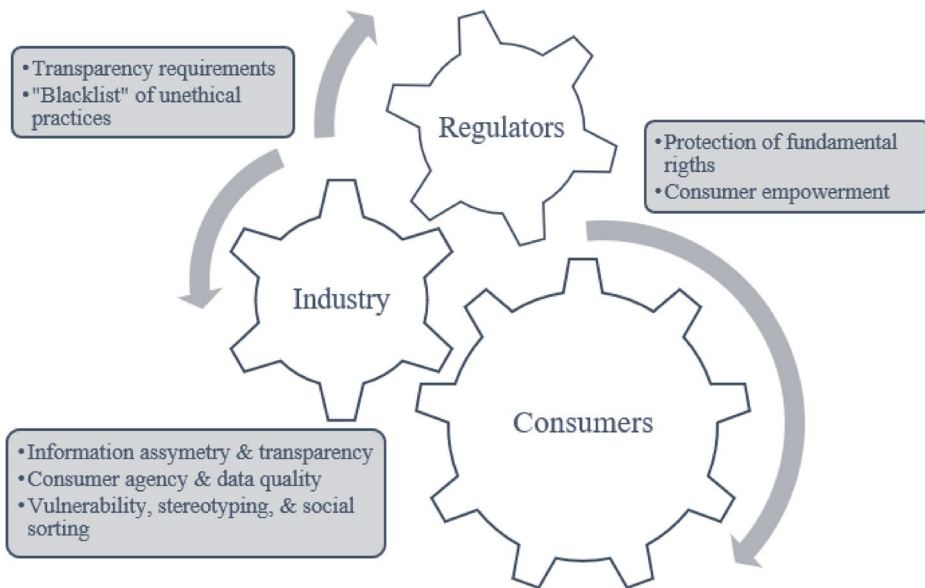 •Transparency requirements
•"Blacklist" of unethical
practices
Regulators
•Protection of fundamental
rigths
•Consumer empowerment
Industry
Consumers
•Information assymetry & transparency
•Consumer agency & data quality
•Vulnerability, stereotyping, & social
sorting